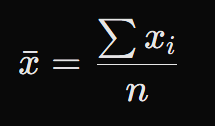 x̄ = ∑ xᵢ / n